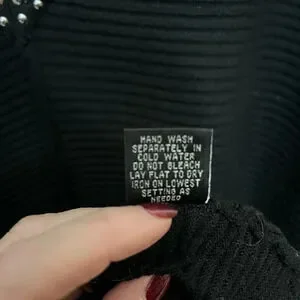 HAND WASH
SEPARATELY IN
COLD WATER
DO NOT BLEACH
LAY FLAT TO DRY
IRON ON LOWEST
SETTING AS
NEEDED